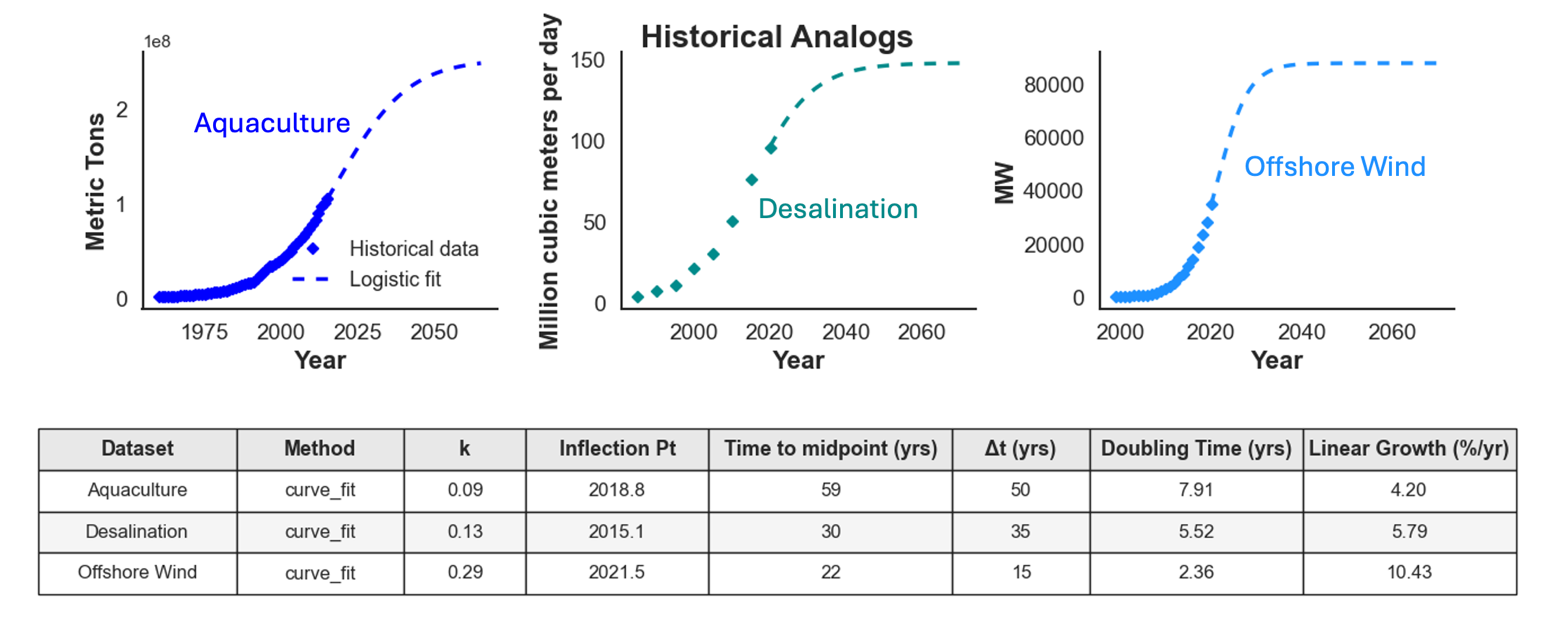 Historical Analogs
1e8
Metric Tons
2
1
0
Aquaculture
Historical data
Logistic fit
1975 2000 2025 2050
Year
Million cubic meters per day
150
100
50
0
Desalination
2000 2020 2040 2060
Year
MW
80000
60000
40000
20000
0
Offshore Wind
2000 2020 2040 2060
Year
Dataset Method k Inflection Pt Time to midpoint (yrs) Δt (yrs) Doubling Time (yrs) Linear Growth (%/yr)
Aquaculture curve_fit 0.09 2018.8 59 50 7.91 4.20
Desalination curve_fit 0.13 2015.1 30 35 5.52 5.79
Offshore Wind curve_fit 0.29 2021.5 22 15 2.36 10.43